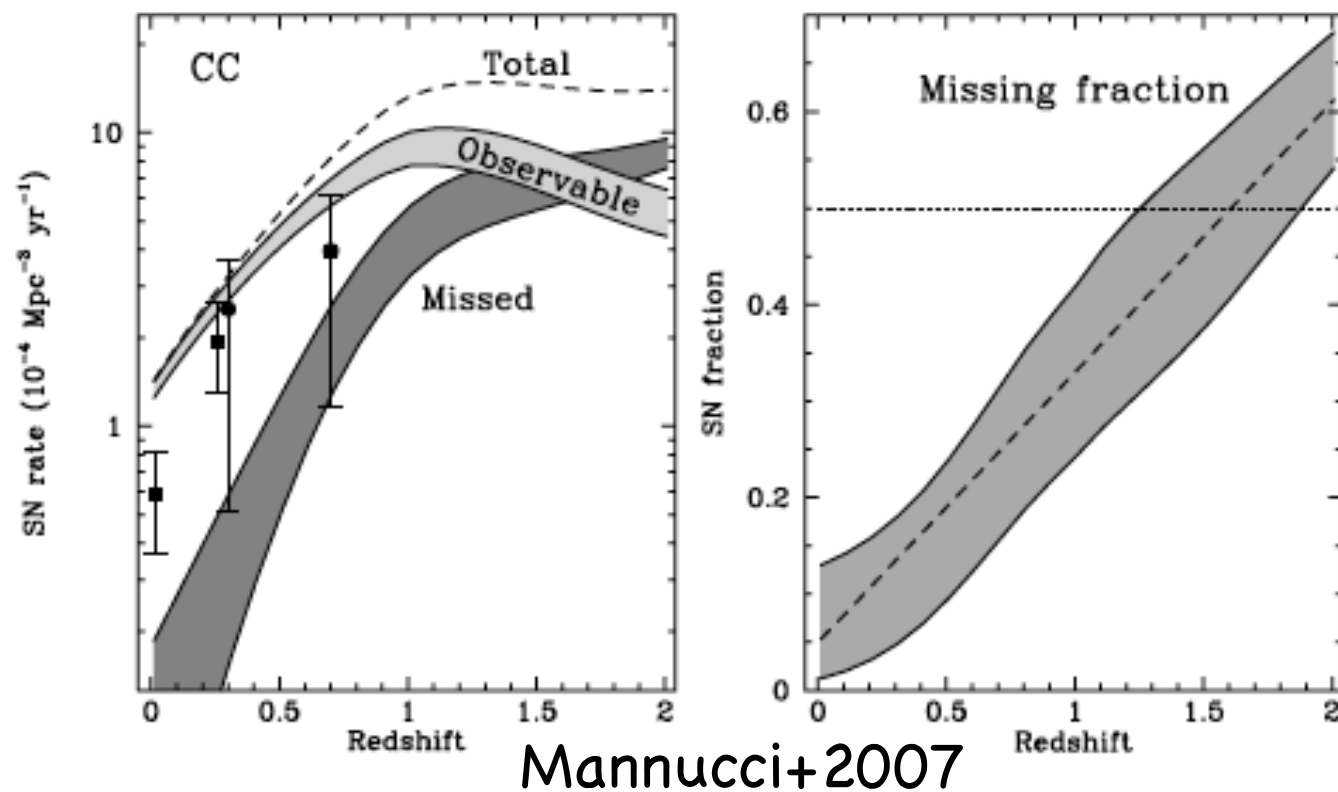 CC
Total
Observable
Missed
10
1
SN rate (10⁻⁴ Mpc⁻³ yr⁻¹)
0 0.5 1 1.5 2
Redshift
Missing fraction
0.6
0.4
0.2
0
SN fraction
0 0.5 1 1.5 2
Redshift
Mannucci+2007